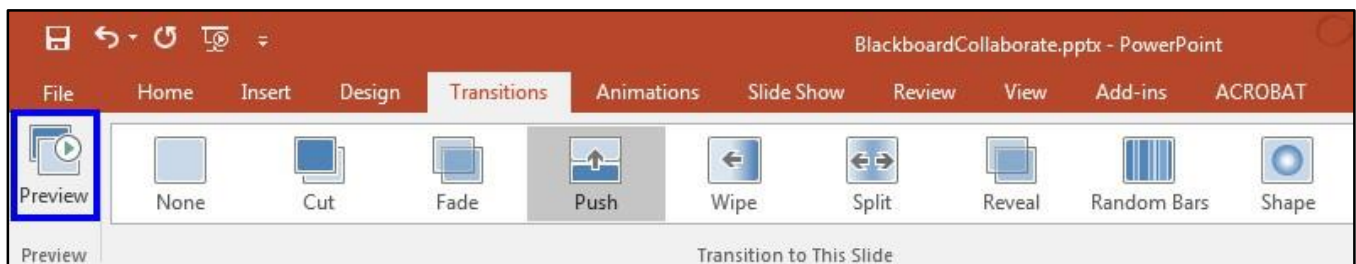 BlackboardCollaborate.pptx - PowerPoint
File Home Insert Design Transitions Animations Slide Show Review View Add-ins ACROBAT
Preview None Cut Fade Push Wipe Split Reveal Random Bars Shape
Preview Transition to This Slide